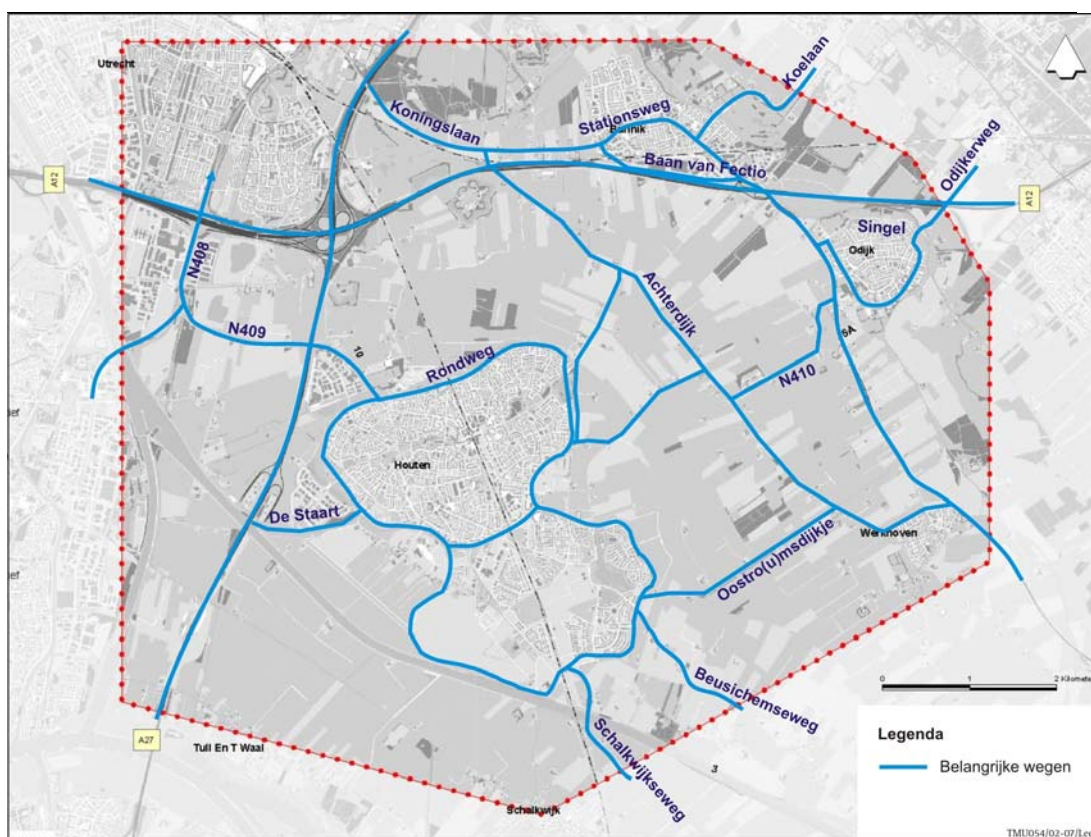 Utrecht
Koelaan
Koningslaan
Stationsweg
Bunnik
Baan van Fectio
Odijkerweg
A12
A12
Singel
Odijk
N408
N409
10
Achterdijk
5A
Rondweg
N410
Houten
De Staart
Werkhoven
Oostro(u)msdijkje
Beusichemseweg
Schalkwijkseweg
A27
Tull En T Waal
3
Schalkwijk
0 1 2 Kilomete
Legenda
Belangrijke wegen